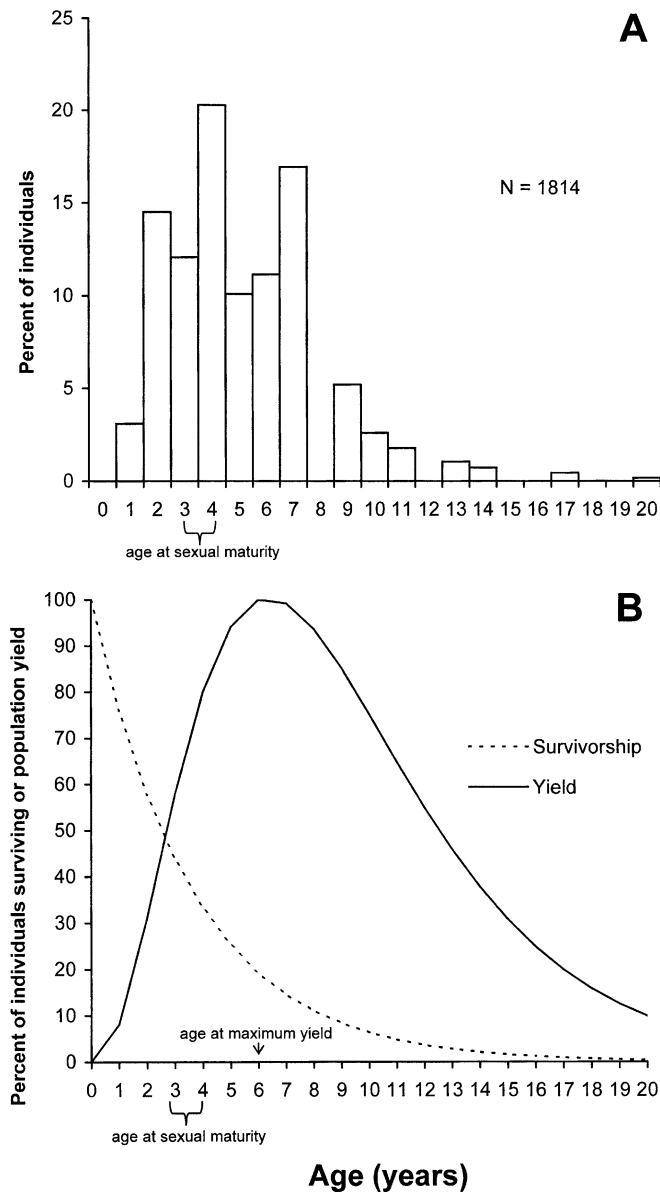 A
25
20
15
10
5
0
Percent of individuals
N = 1814
0 1 2 3 4 5 6 7 8 9 10 11 12 13 14 15 16 17 18 19 20
age at sexual maturity
B
100
90
80
70
60
50
40
30
20
10
0
Percent of individuals surviving or population yield
Survivorship
Yield
age at maximum yield
0 1 2 3 4 5 6 7 8 9 10 11 12 13 14 15 16 17 18 19 20
age at sexual maturity
Age (years)